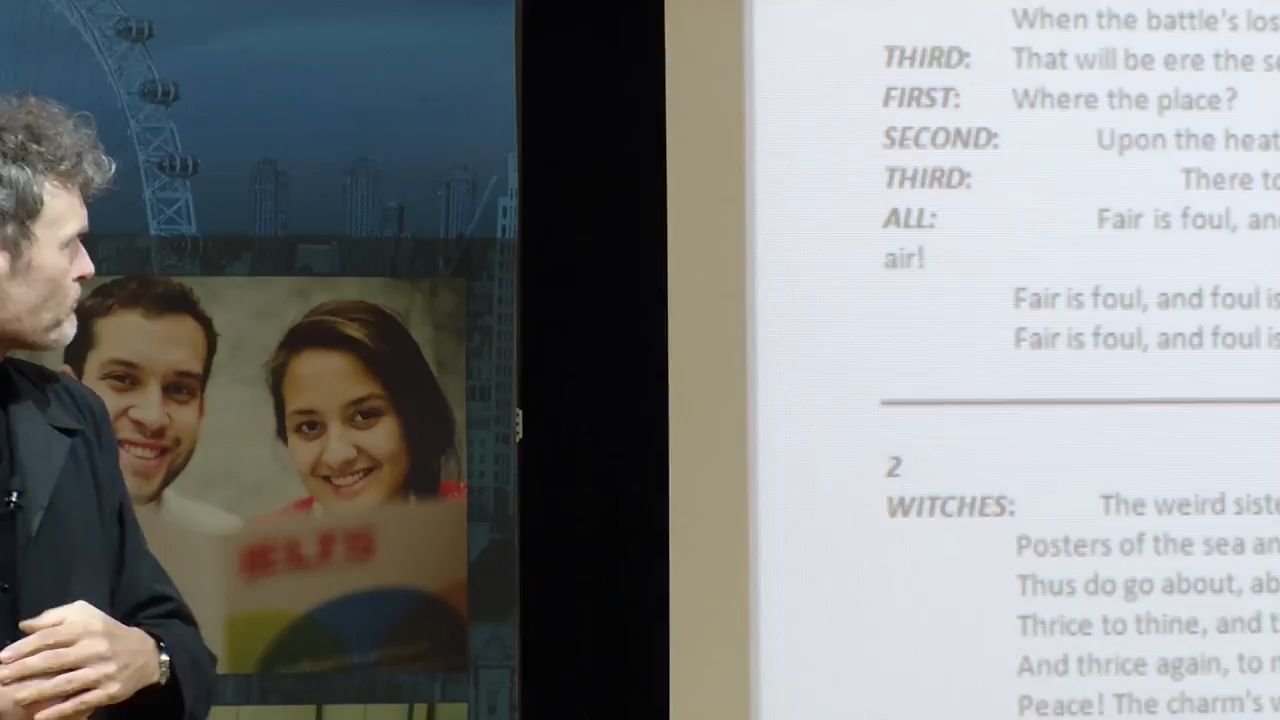 IELTS
When the battle's los
THIRD: That will be ere the se
FIRST: Where the place?
SECOND: Upon the heat
THIRD: There to
ALL: Fair is foul, and
air!
Fair is foul, and foul is
Fair is foul, and foul is
2
WITCHES: The weird siste
Posters of the sea an
Thus do go about, ab
Thrice to thine, and t
And thrice again, to m
Peace! The charm's w